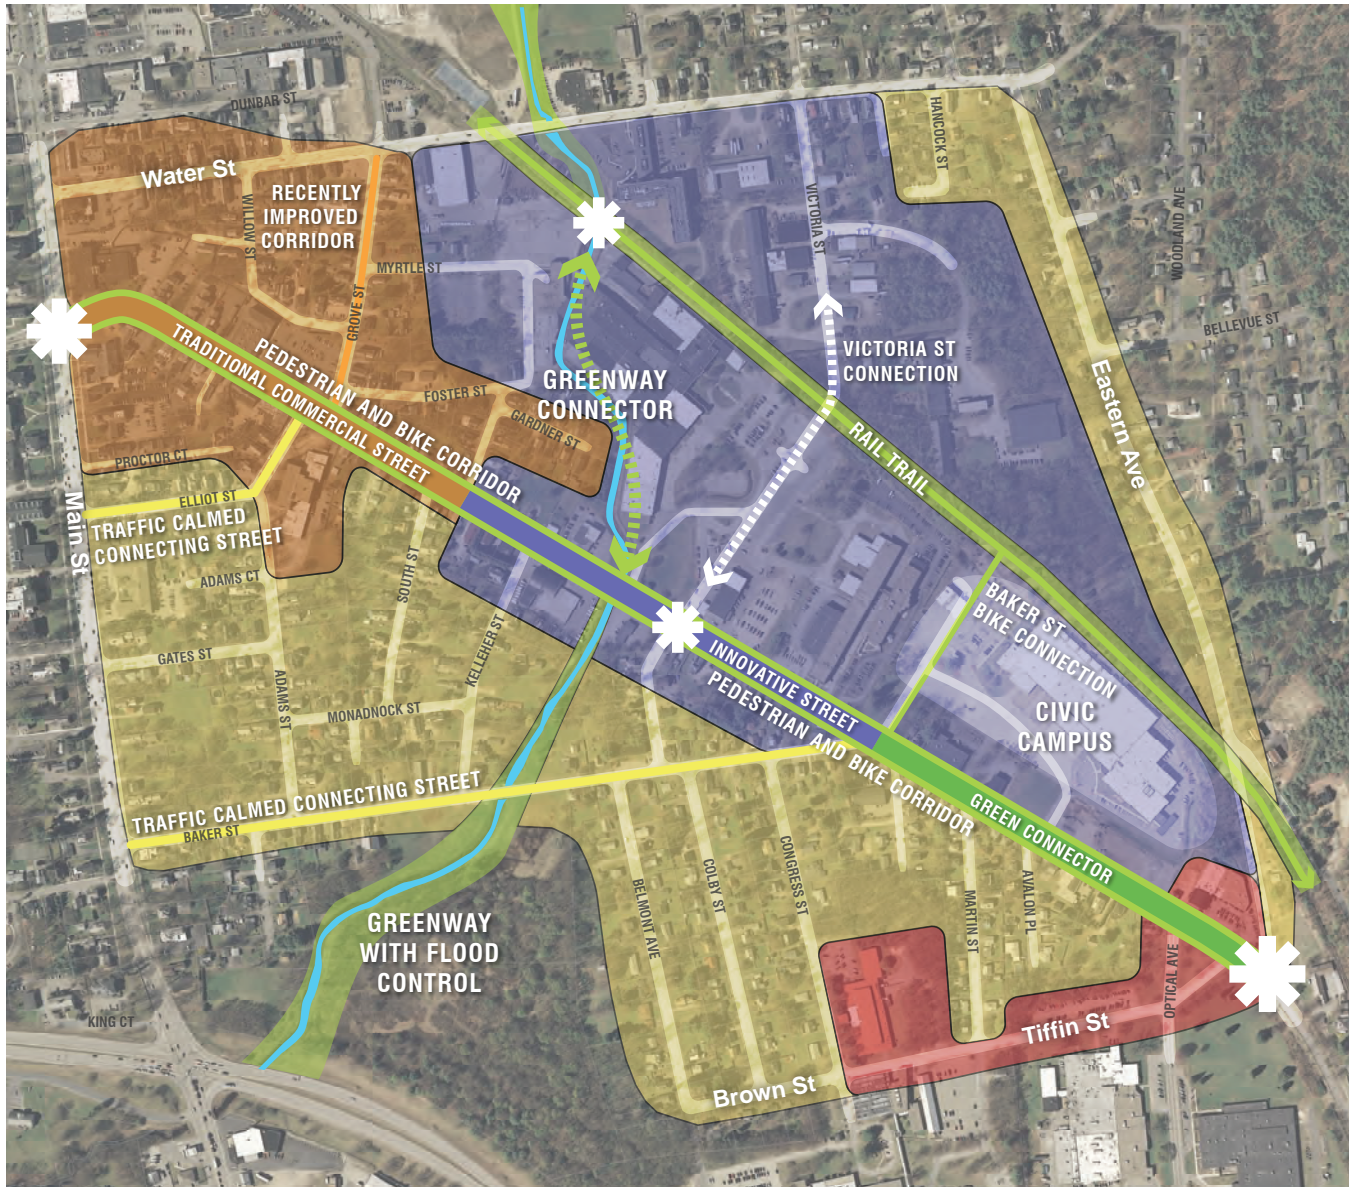 DUNBAR ST
Water St
HANCOCK ST
RECENTLY
IMPROVED
CORRIDOR
WILLOW ST
VICTORIA ST
WOODLAND AVE
MYRTLE ST
GROVE ST
BELLEVUE ST
PEDESTRIAN AND BIKE CORRIDOR
TRADITIONAL COMMERCIAL STREET
VICTORIA ST
CONNECTION
GREENWAY
CONNECTOR
FOSTER ST
GARDNER ST
Eastern Ave
RAIL TRAIL
PROCTOR CT
ELLIOT ST
Main St
TRAFFIC CALMED
CONNECTING STREET
ADAMS CT
SOUTH ST
BAKER ST
BIKE CONNECTION
GATES ST
KELLEHER ST
ADAMS ST
MONADNOCK ST
INNOVATIVE STREET
PEDESTRIAN AND BIKE CORRIDOR
CIVIC
CAMPUS
TRAFFIC CALMED CONNECTING STREET
BAKER ST
GREEN CONNECTOR
CONGRESS ST
COLBY ST
BELMONT AVE
MARTIN ST
AVALON PL
GREENWAY
WITH FLOOD
CONTROL
OPTICAL AVE
KING CT
Tiffin St
Brown St